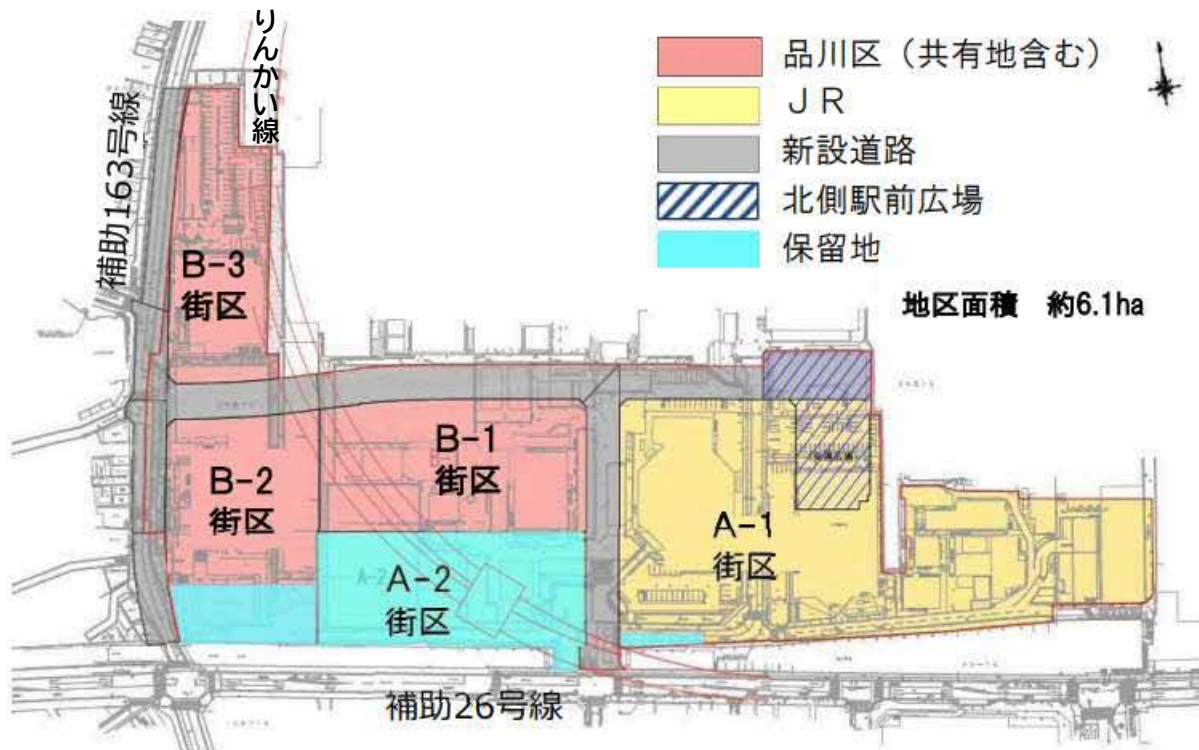 りんかい線
補助163号線
品川区（共有地含む）
ＪＲ
新設道路
北側駅前広場
保留地
地区面積　約6.1ha
B-3
街区
B-1
街区
B-2
街区
A-1
街区
A-2
街区
補助26号線